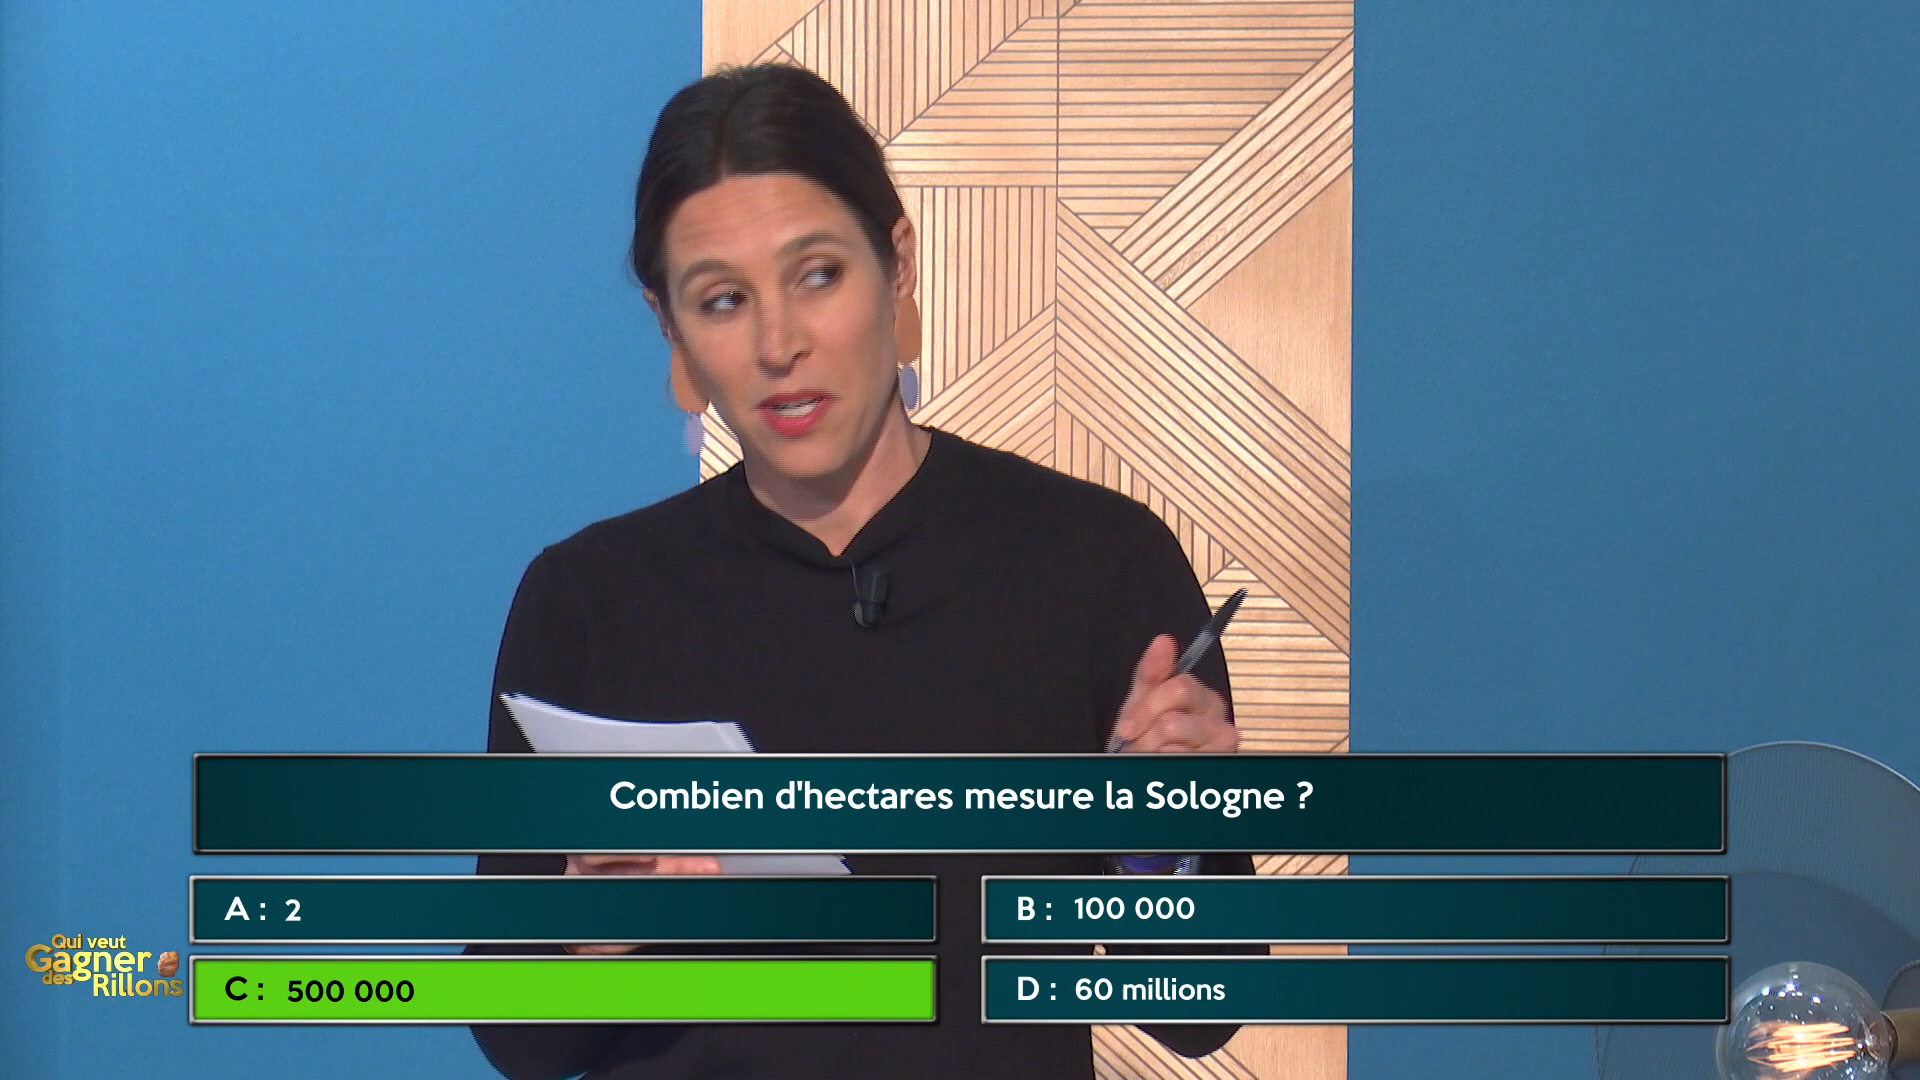 Combien d'hectares mesure la Sologne ?
A : 2
B : 100 000
C : 500 000
D : 60 millions
Qui veut
Gagner
des Rillons